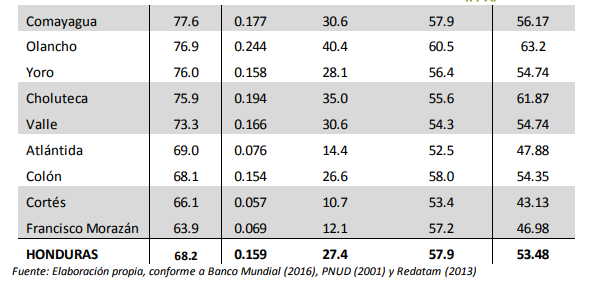 Comayagua 77.6 0.177 30.6 57.9 56.17
Olancho 76.9 0.244 40.4 60.5 63.2
Yoro 76.0 0.158 28.1 56.4 54.74
Choluteca 75.9 0.194 35.0 55.6 61.87
Valle 73.3 0.166 30.6 54.3 54.74
Atlántida 69.0 0.076 14.4 52.5 47.88
Colón 68.1 0.154 26.6 58.0 54.35
Cortés 66.1 0.057 10.7 53.4 43.13
Francisco Morazán 63.9 0.069 12.1 57.2 46.98
HONDURAS 68.2 0.159 27.4 57.9 53.48
Fuente: Elaboración propia, conforme a Banco Mundial (2016), PNUD (2001) y Redatam (2013)